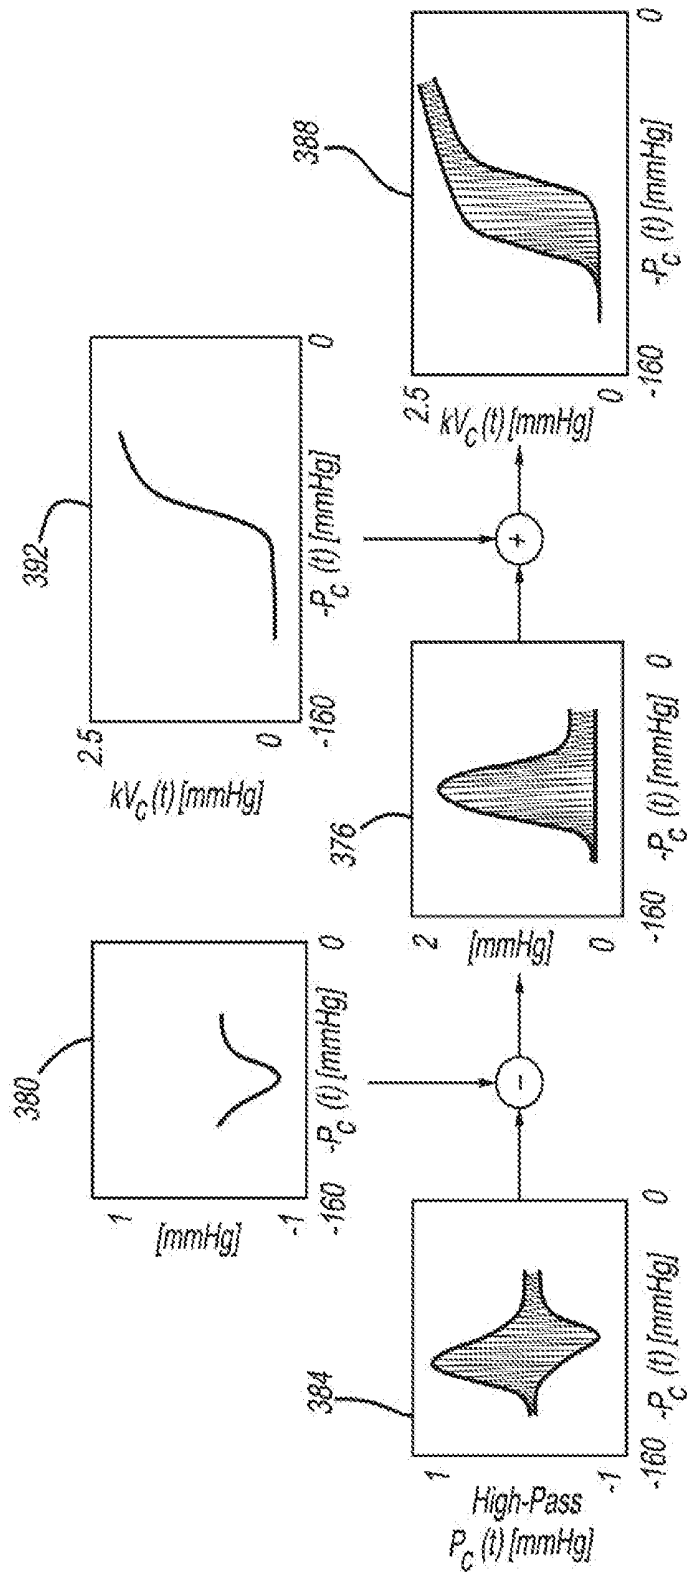 392
2.5
kV_C (t) [mmHg]
0
-160
0
-P_C (t) [mmHg]
380
1
[mmHg]
-1
-160
0
-P_C (t) [mmHg]
384
1
High-Pass
P_C (t) [mmHg]
-1
-160
0
-P_C (t) [mmHg]
-
376
2
[mmHg]
0
-160
0
-P_C (t) [mmHg]
+
388
2.5
kV_C (t) [mmHg]
0
-160
0
-P_C (t) [mmHg]